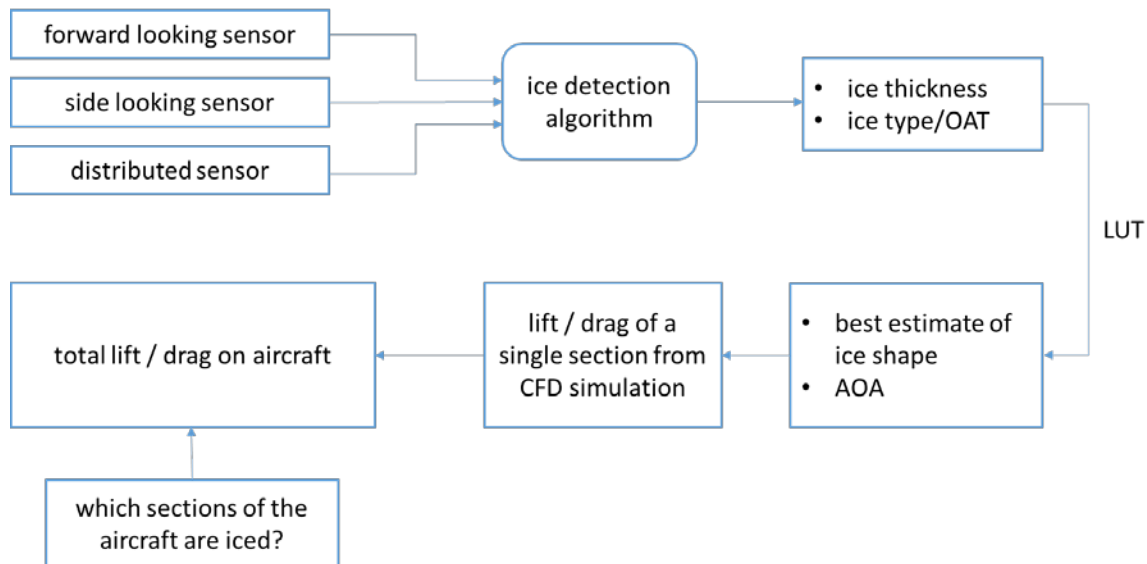 forward looking sensor
side looking sensor
distributed sensor
ice detection
algorithm
• ice thickness
• ice type/OAT
LUT
total lift / drag on aircraft
lift / drag of a
single section from
CFD simulation
• best estimate of
ice shape
• AOA
which sections of the
aircraft are iced?